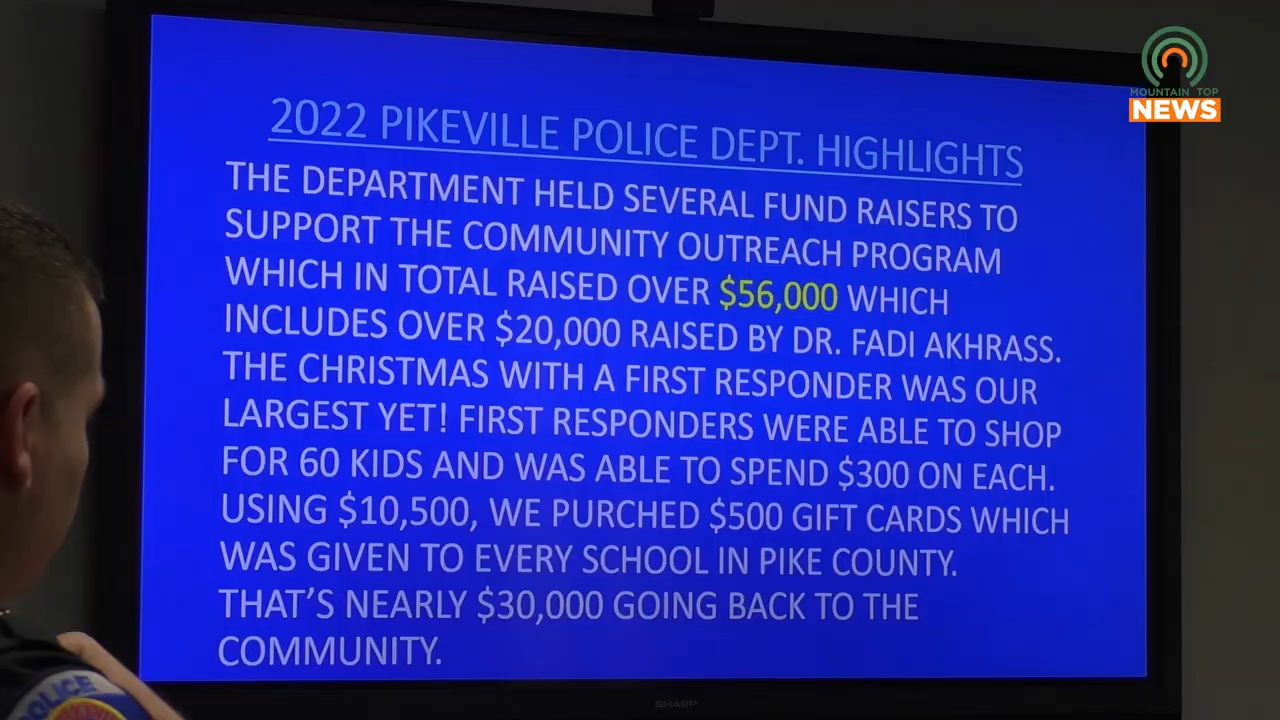 MOUNTAIN TOP
NEWS
2022 PIKEVILLE POLICE DEPT. HIGHLIGHTS
THE DEPARTMENT HELD SEVERAL FUND RAISERS TO
SUPPORT THE COMMUNITY OUTREACH PROGRAM
WHICH IN TOTAL RAISED OVER $56,000 WHICH
INCLUDES OVER $20,000 RAISED BY DR. FADI AKHRASS.
THE CHRISTMAS WITH A FIRST RESPONDER WAS OUR
LARGEST YET! FIRST RESPONDERS WERE ABLE TO SHOP
FOR 60 KIDS AND WAS ABLE TO SPEND $300 ON EACH.
USING $10,500, WE PURCHED $500 GIFT CARDS WHICH
WAS GIVEN TO EVERY SCHOOL IN PIKE COUNTY.
THAT'S NEARLY $30,000 GOING BACK TO THE
COMMUNITY.
SHARP
POLICE